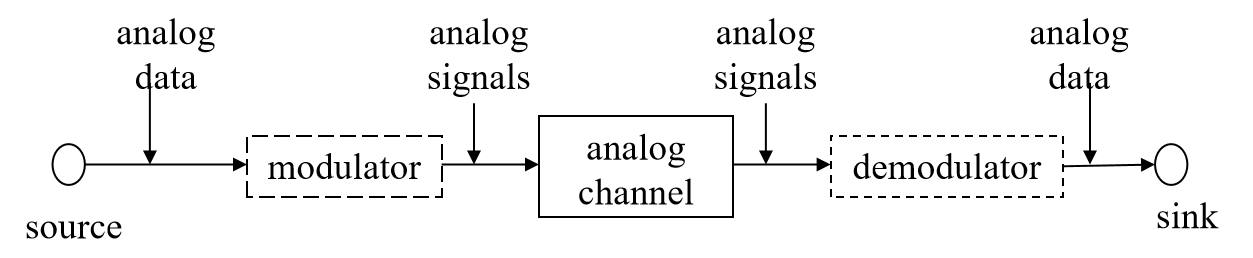 analog
data
analog
signals
analog
signals
analog
data
modulator
analog
channel
demodulator
source
sink